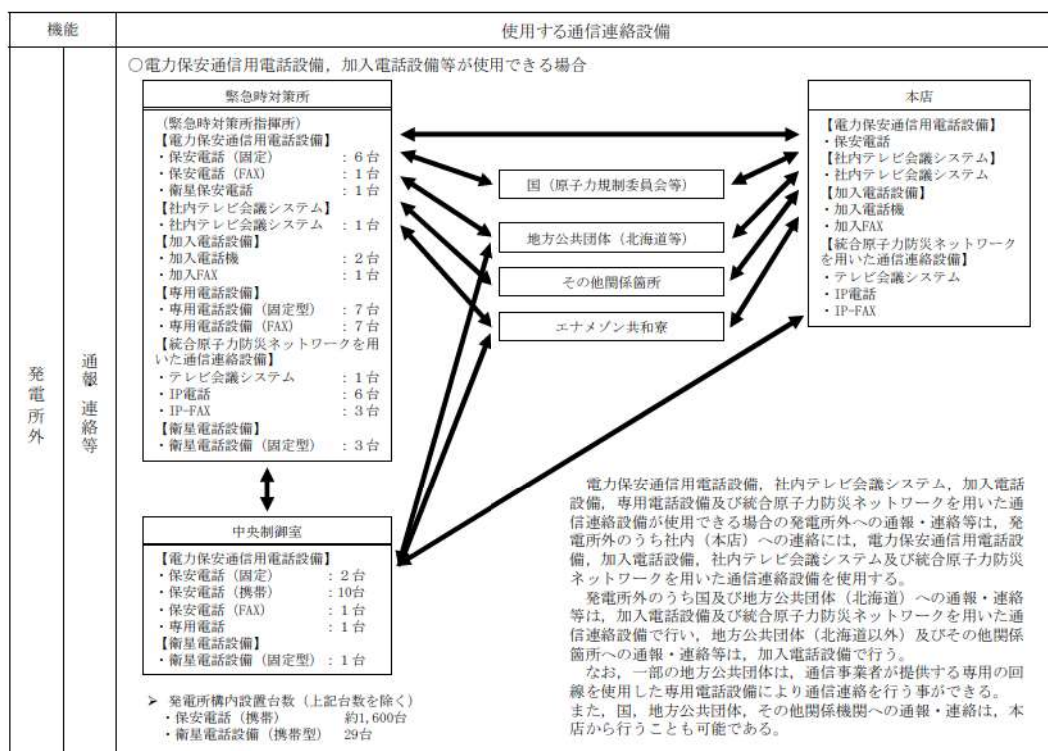 機能
使用する通信連絡設備
発電所外
通報・連絡等
○電力保安通信用電話設備，加入電話設備等が使用できる場合
緊急時対策所
(緊急時対策所指揮所)
【電力保安通信用電話設備】
・保安電話（固定） : 6台
・保安電話（FAX） : 1台
・衛星保安電話 : 1台
【社内テレビ会議システム】
・社内テレビ会議システム : 1台
【加入電話設備】
・加入電話機 : 2台
・加入FAX : 1台
【専用電話設備】
・専用電話設備（固定型） : 7台
・専用電話設備（FAX） : 7台
【統合原子力防災ネットワークを用
いた通信連絡設備】
・テレビ会議システム : 1台
・IP電話 : 6台
・IP-FAX : 3台
【衛星電話設備】
・衛星電話設備（固定型） : 3台
国（原子力規制委員会等）
地方公共団体（北海道等）
その他関係箇所
エナメゾン共和寮
本店
【電力保安通信用電話設備】
・保安電話
【社内テレビ会議システム】
・社内テレビ会議システム
【加入電話設備】
・加入電話機
・加入FAX
【統合原子力防災ネットワーク
を用いた通信連絡設備】
・テレビ会議システム
・IP電話
・IP-FAX
中央制御室
【電力保安通信用電話設備】
・保安電話（固定） : 2台
・保安電話（携帯） : 10台
・保安電話（FAX） : 1台
・専用電話 : 1台
【衛星電話設備】
・衛星電話設備（固定型） : 1台
➢ 発電所構内設置台数（上記台数を除く）
・保安電話（携帯） 約1,600台
・衛星電話設備（携帯型） 29台
電力保安通信用電話設備，社内テレビ会議システム，加入電話
設備，専用電話設備及び統合原子力防災ネットワークを用いた通
信連絡設備が使用できる場合の発電所外への通報・連絡等は，発
電所外のうち社内（本店）への連絡には，電力保安通信用電話設
備，加入電話設備，社内テレビ会議システム及び統合原子力防災
ネットワークを用いた通信連絡設備を使用する。
発電所外のうち国及び地方公共団体（北海道）への通報・連絡
等は，加入電話設備及び統合原子力防災ネットワークを用いた通
信連絡設備で行い，地方公共団体（北海道以外）及びその他関係
箇所への通報・連絡等は，加入電話設備で行う。
なお，一部の地方公共団体は，通信事業者が提供する専用の回
線を使用した専用電話設備により通信連絡を行う事ができる。
また，国，地方公共団体，その他関係機関への通報・連絡は，本
店から行うことも可能である。